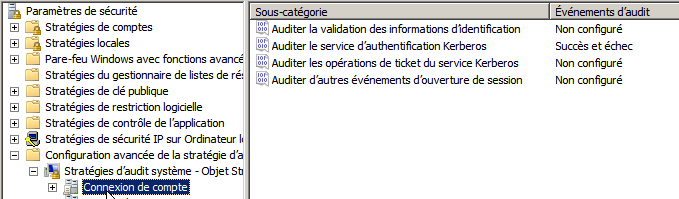 Paramètres de sécurité
Stratégies de comptes
Stratégies locales
Pare-feu Windows avec fonctions avancé
Stratégies du gestionnaire de listes de rés
Stratégies de clé publique
Stratégies de restriction logicielle
Stratégies de contrôle de l'application
Stratégies de sécurité IP sur Ordinateur lo
Configuration avancée de la stratégie d'a
Stratégies d'audit système - Objet Str
Connexion de compte
Sous-catégorie Événements d'audit
Auditer la validation des informations d'identification Non configuré
Auditer le service d'authentification Kerberos Succès et échec
Auditer les opérations de ticket du service Kerberos Non configuré
Auditer d'autres événements d'ouverture de session Non configuré